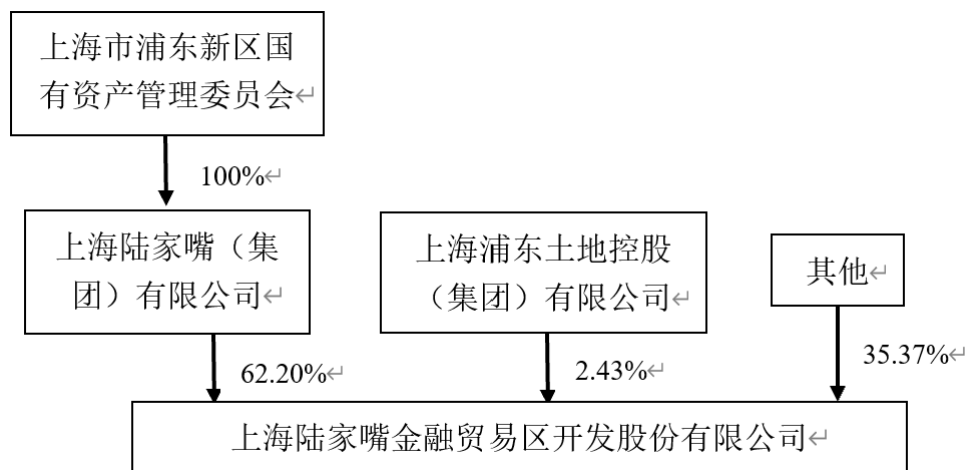 上海市浦东新区国
有资产管理委员会↵
100%↵
上海陆家嘴（集
团）有限公司↵
上海浦东土地控股
（集团）有限公司↵
其他↵
62.20%↵
2.43%↵
35.37%↵
上海陆家嘴金融贸易区开发股份有限公司↵